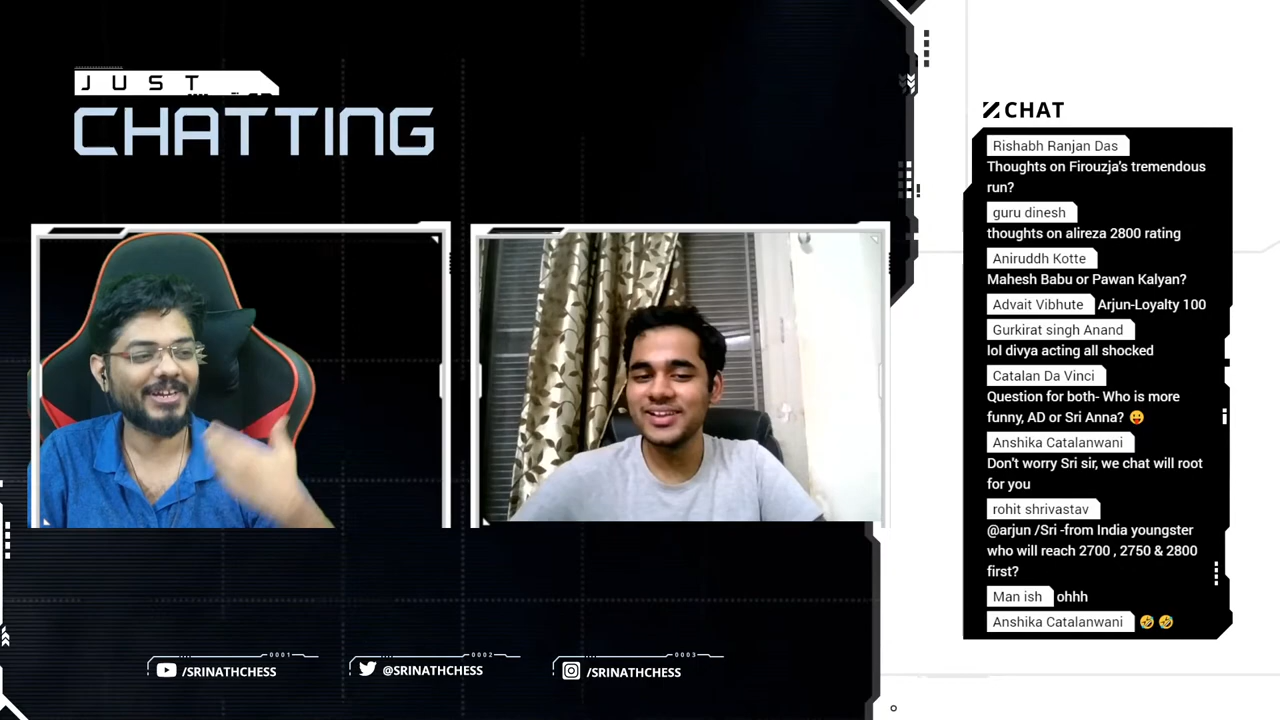 JUST
CHATTING
CHAT
Rishabh Ranjan Das
Thoughts on Firouzja's tremendous
run?
guru dinesh
thoughts on alireza 2800 rating
Aniruddh Kotte
Mahesh Babu or Pawan Kalyan?
Advait Vibhute Arjun-Loyalty 100
Gurkirat singh Anand
lol divya acting all shocked
Catalan Da Vinci
Question for both- Who is more
funny, AD or Sri Anna? 😛
Anshika Catalanwani
Don't worry Sri sir, we chat will root
for you
rohit shrivastav
@arjun /Sri -from India youngster
who will reach 2700 , 2750 & 2800
first?
Man ish ohhh
Anshika Catalanwani 🤣 🤣
0001
/SRINATHCHESS
0002
@SRINATHCHESS
0003
/SRINATHCHESS